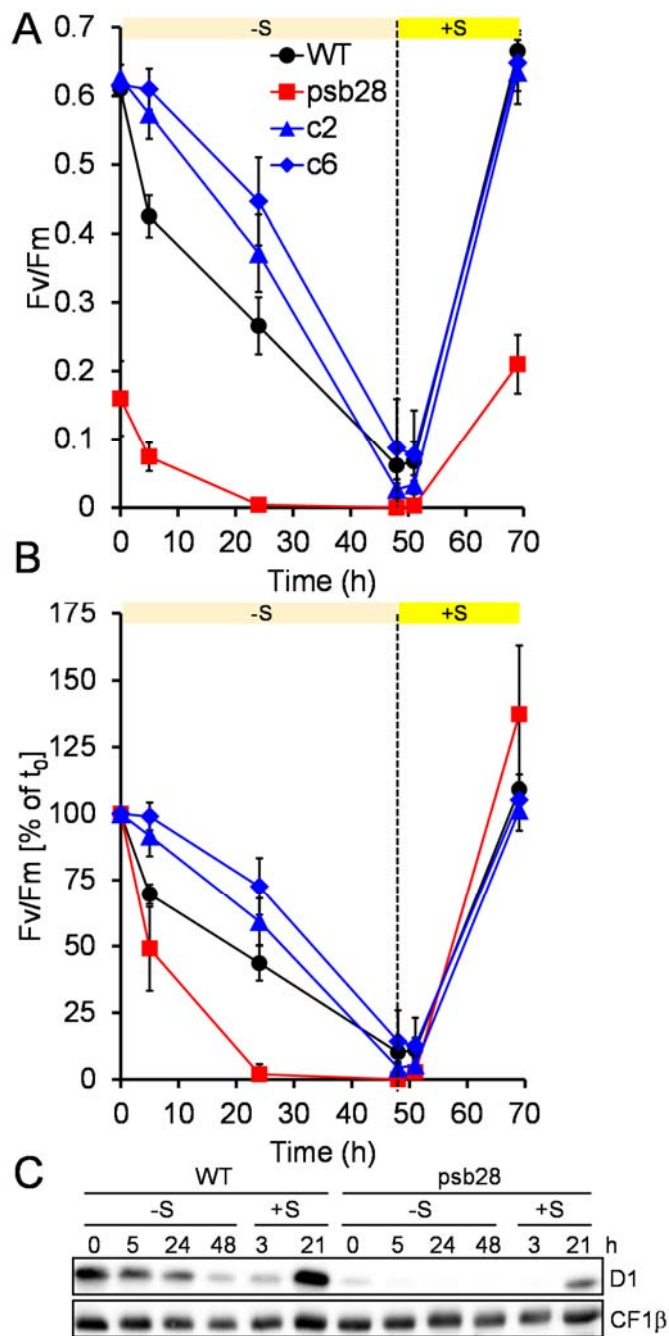 A
-S +S
WT
psb28
c2
c6
0.7
0.6
0.5
0.4
0.3
0.2
0.1
0
Fv/Fm
0 10 20 30 40 50 60 70
Time (h)
B
-S +S
175
150
125
100
75
50
25
0
Fv/Fm [% of t0]
0 10 20 30 40 50 60 70
Time (h)
C
WT psb28
-S +S -S +S
0 5 24 48 3 21 0 5 24 48 3 21 h
D1
CF1β